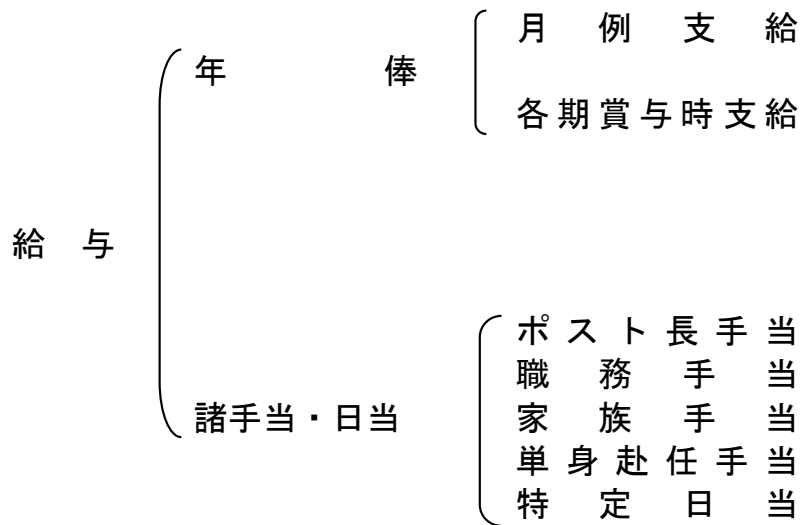 給与
年俸
月例支給
各期賞与時支給
諸手当・日当
ポスト長手当
職務手当
家族手当
単身赴任手当
特定日当